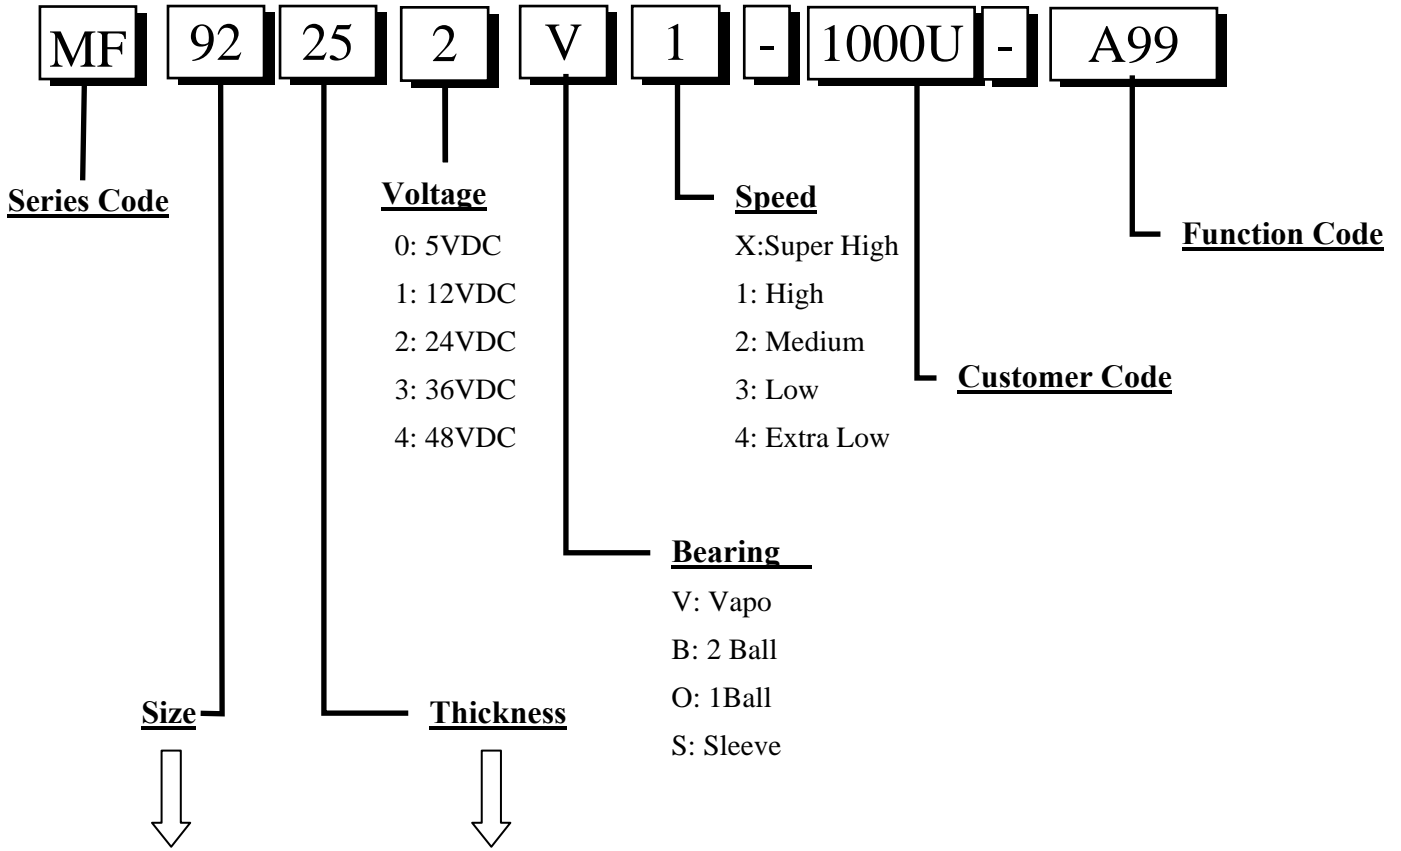 MF 92 25 2 V 1 - 1000U - A99
Series Code
Voltage
0: 5VDC
1: 12VDC
2: 24VDC
3: 36VDC
4: 48VDC
Speed
X:Super High
1: High
2: Medium
3: Low
4: Extra Low
Function Code
Customer Code
Bearing
V: Vapo
B: 2 Ball
O: 1Ball
S: Sleeve
Size
Thickness